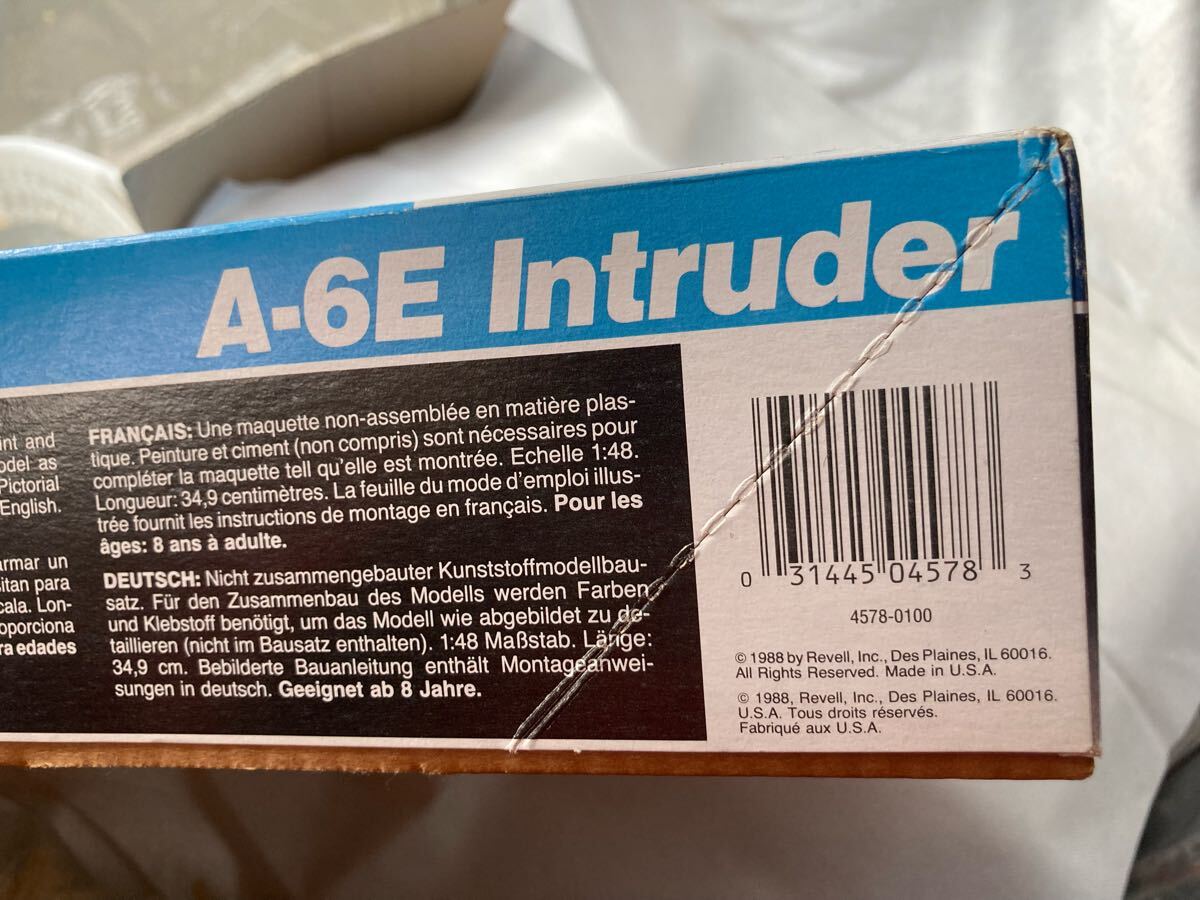 A-6E Intruder
int and
odel as
Pictorial
English.
armar un
itan para
cala. Lon-
oporciona
ra edades
FRANÇAIS: Une maquette non-assemblée en matière plas-
tique. Peinture et ciment (non compris) sont nécessaires pour
compléter la maquette tell qu'elle est montrée. Echelle 1:48.
Longueur: 34,9 centimètres. La feuille du mode d'emploi illus-
trée fournit les instructions de montage en français. Pour les
âges: 8 ans à adulte.
DEUTSCH: Nicht zusammengebauter Kunststoffmodellbau-
satz. Für den Zusammenbau des Modells werden Farben
und Klebstoff benötigt, um das Modell wie abgebildet zu de-
taillieren (nicht im Bausatz enthalten). 1:48 Maßstab. Länge:
34,9 cm. Bebilderte Bauanleitung enthält Montageanwei-
sungen in deutsch. Geeignet ab 8 Jahre.
0 31445 04578 3
4578-0100
© 1988 by Revell, Inc., Des Plaines, IL 60016.
All Rights Reserved. Made in U.S.A.
© 1988, Revell, Inc., Des Plaines, IL 60016.
U.S.A. Tous droits réservés.
Fabriqué aux U.S.A.